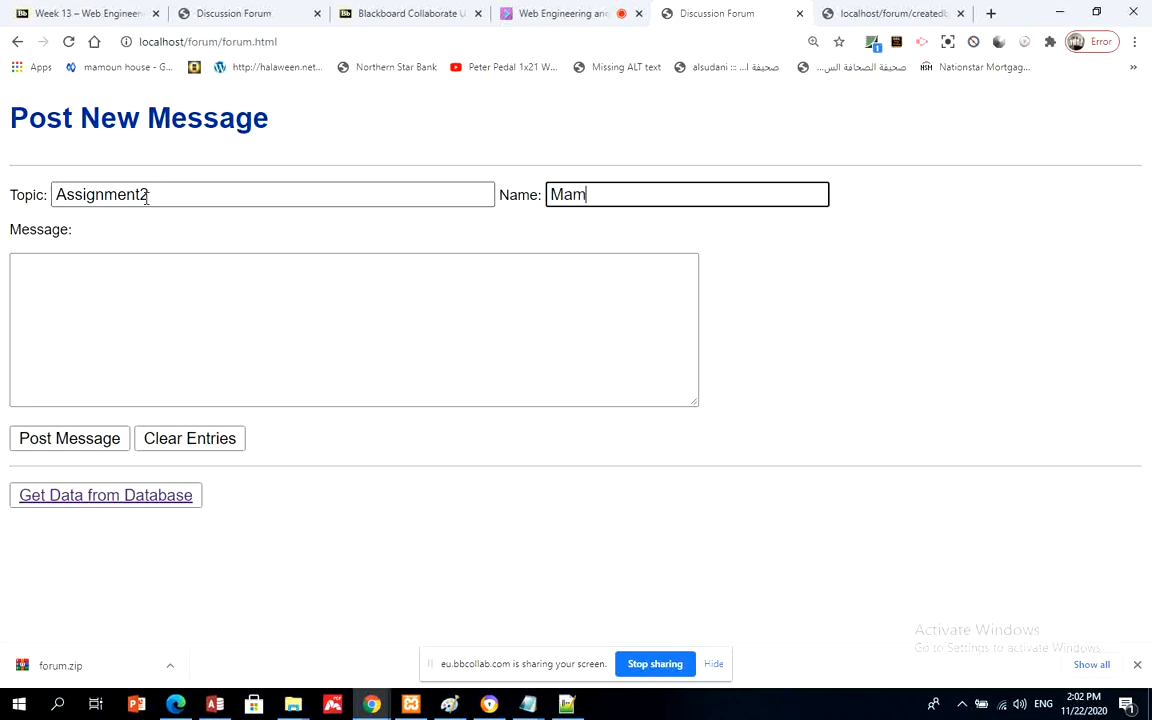 Week 13 – Web Engineerin
Discussion Forum
Blackboard Collaborate U
Web Engineering an
Discussion Forum
localhost/forum/createdb
localhost/forum/forum.html
Error
Apps
mamoun house - G...
http://halaween.net...
Northern Star Bank
Peter Pedal 1x21 W...
Missing ALT text
alsudani ::: صحيفة ا...
صحيفة الصحافة الس...
Nationstar Mortgag...
Post New Message
Topic: Assignment2 Name: Mam
Message:
Post Message Clear Entries
Get Data from Database
Activate Windows
Go to Settings to activate Windows.
forum.zip
eu.bbcollab.com is sharing your screen. Stop sharing Hide
Show all
2:02 PM
ENG
11/22/2020